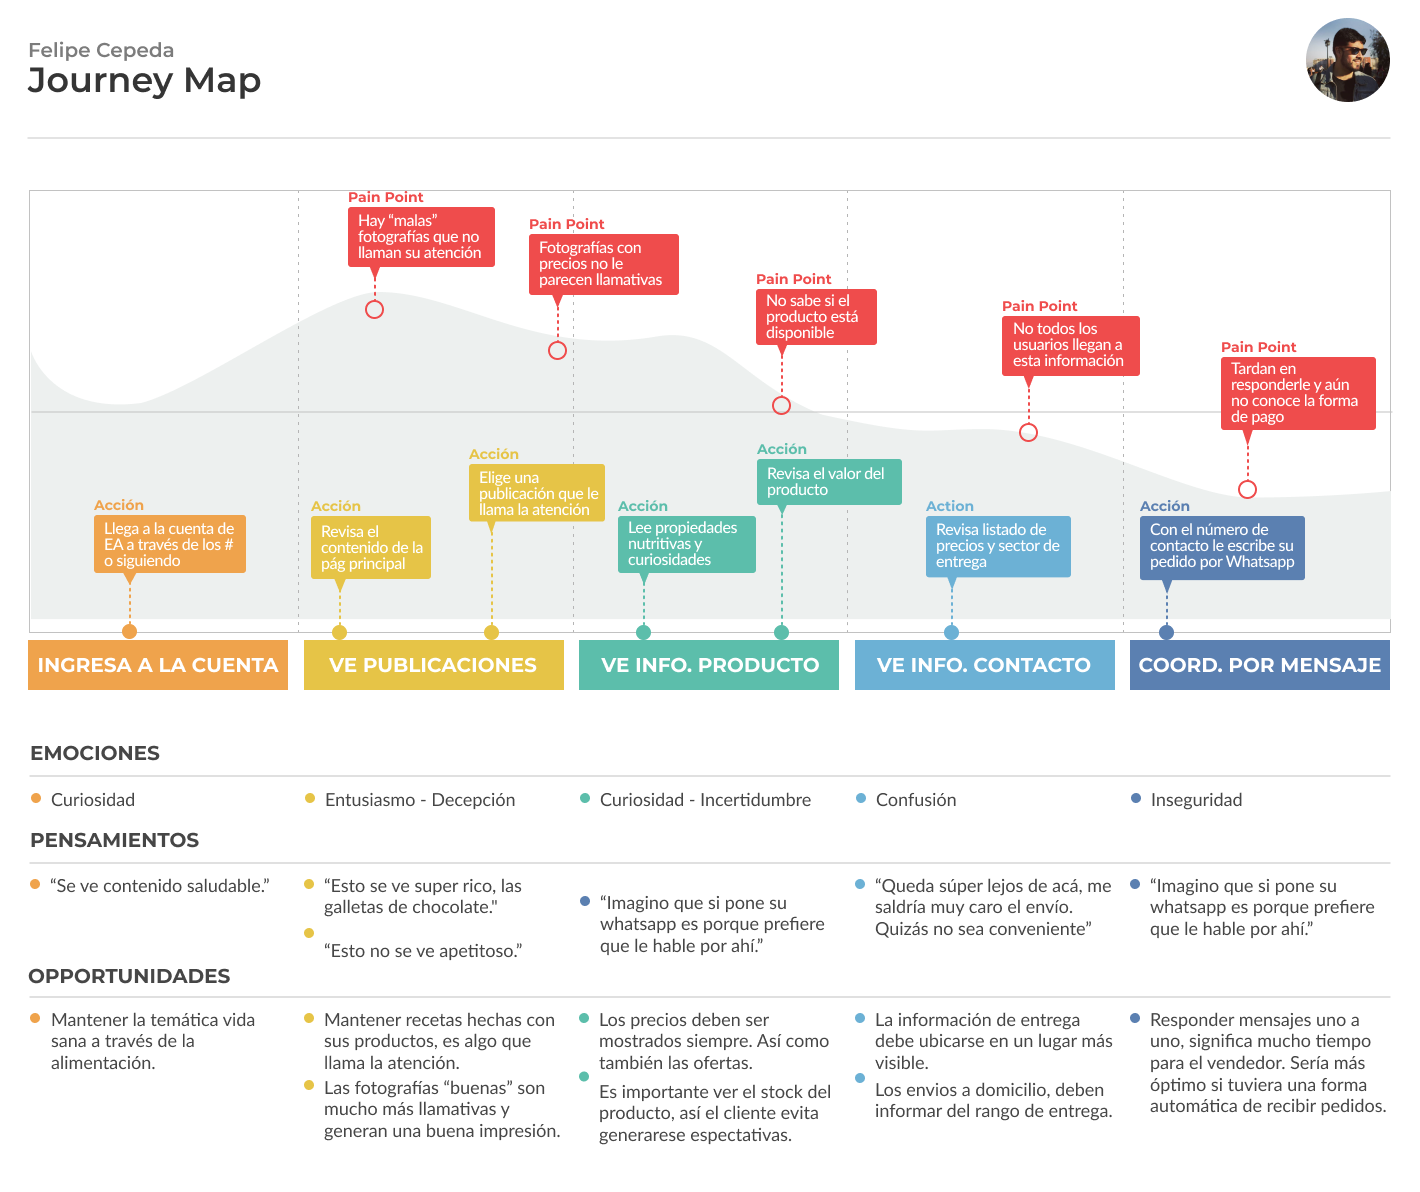 Felipe Cepeda
Journey Map
Pain Point
Hay “malas”
fotografías que no
llaman su atención
Pain Point
Fotografías con
precios no le
parecen llamativas
Pain Point
No sabe si el
producto está
disponible
Pain Point
No todos los
usuarios llegan a
esta información
Pain Point
Tardan en
responderle y aún
no conoce la forma
de pago
Acción
Llega a la cuenta de
EA a través de los #
o siguiendo
Acción
Revisa el
contenido de la
pág principal
Acción
Elige una
publicación que le
llama la atención
Acción
Lee propiedades
nutritivas y
curiosidades
Acción
Revisa el valor del
producto
Action
Revisa listado de
precios y sector de
entrega
Acción
Con el número de
contacto le escribe su
pedido por Whatsapp
INGRESA A LA CUENTA
VE PUBLICACIONES
VE INFO. PRODUCTO
VE INFO. CONTACTO
COORD. POR MENSAJE
EMOCIONES
Curiosidad
Entusiasmo - Decepción
Curiosidad - Incertidumbre
Confusión
Inseguridad
PENSAMIENTOS
“Se ve contenido saludable.”
“Esto se ve super rico, las
galletas de chocolate."
“Esto no se ve apetitoso.”
“Imagino que si pone su
whatsapp es porque prefiere
que le hable por ahí.”
“Queda súper lejos de acá, me
saldría muy caro el envío.
Quizás no sea conveniente”
“Imagino que si pone su
whatsapp es porque prefiere
que le hable por ahí.”
OPPORTUNIDADES
Mantener la temática vida
sana a través de la
alimentación.
Mantener recetas hechas con
sus productos, es algo que
llama la atención.
Las fotografías “buenas” son
mucho más llamativas y
generan una buena impresión.
Los precios deben ser
mostrados siempre. Así como
también las ofertas.
Es importante ver el stock del
producto, así el cliente evita
generarese espectativas.
La información de entrega
debe ubicarse en un lugar más
visible.
Los envios a domicilio, deben
informar del rango de entrega.
Responder mensajes uno a
uno, significa mucho tiempo
para el vendedor. Sería más
óptimo si tuviera una forma
automática de recibir pedidos.